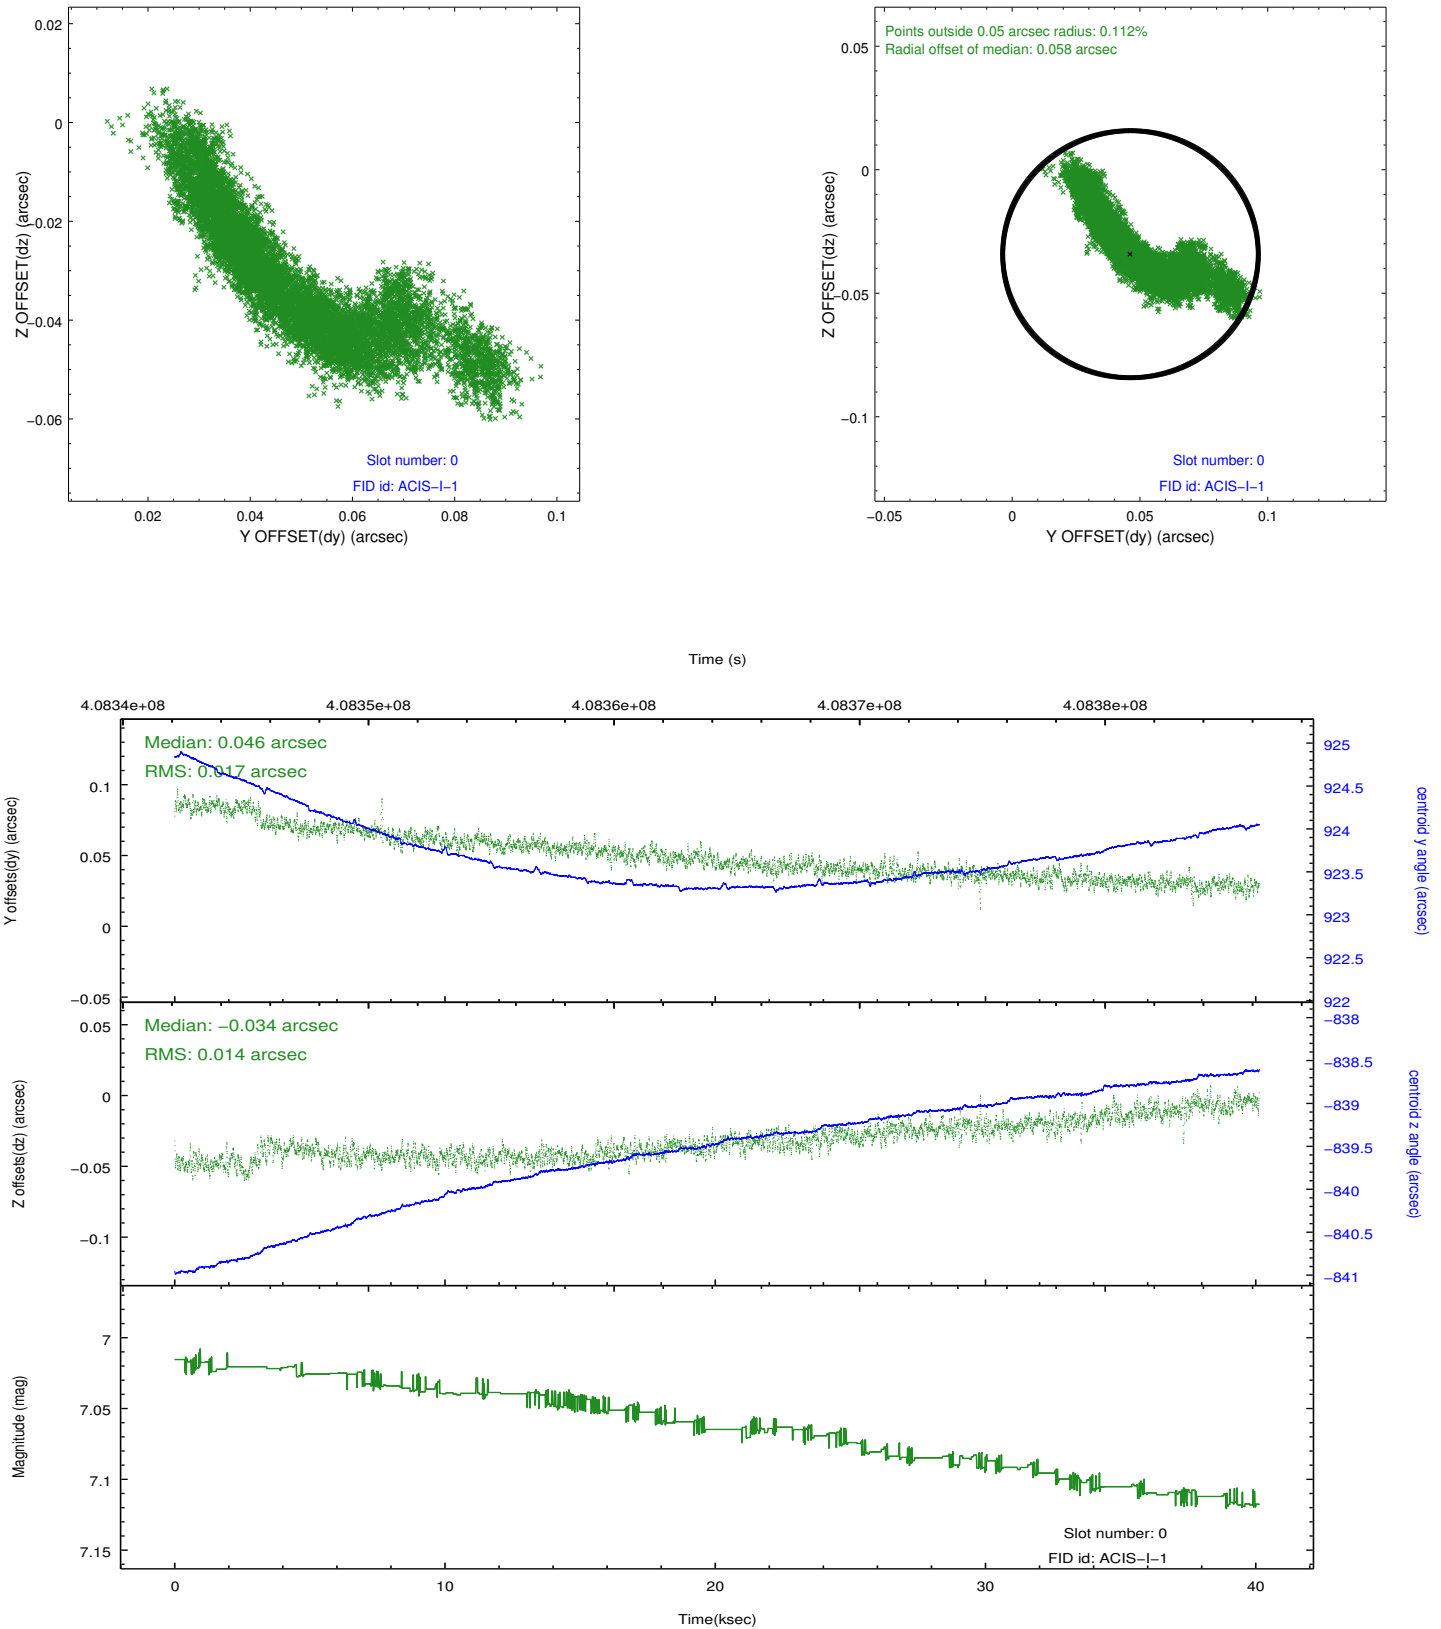 0.02
0
−0.02
−0.04
−0.06
Z OFFSET(dz) (arcsec)
Slot number: 0
FID id: ACIS−I−1
0.02 0.04 0.06 0.08 0.1
Y OFFSET(dy) (arcsec)
Points outside 0.05 arcsec radius: 0.112%
Radial offset of median: 0.058 arcsec
0.05
0
−0.05
−0.1
Z OFFSET(dz) (arcsec)
Slot number: 0
FID id: ACIS−I−1
−0.05 0 0.05 0.1
Y OFFSET(dy) (arcsec)
Time (s)
4.0834e+08 4.0835e+08 4.0836e+08 4.0837e+08 4.0838e+08
Median: 0.046 arcsec
RMS: 0.017 arcsec
0.1
0.05
0
−0.05
Y offsets(dy) (arcsec)
925
924.5
924
923.5
923
922.5
922
centroid y angle (arcsec)
Median: −0.034 arcsec
RMS: 0.014 arcsec
0.05
0
−0.05
−0.1
Z offsets(dz) (arcsec)
−838
−838.5
−839
−839.5
−840
−840.5
−841
centroid z angle (arcsec)
7
7.05
7.1
7.15
Magnitude (mag)
Slot number: 0
FID id: ACIS−I−1
0 10 20 30 40
Time(ksec)